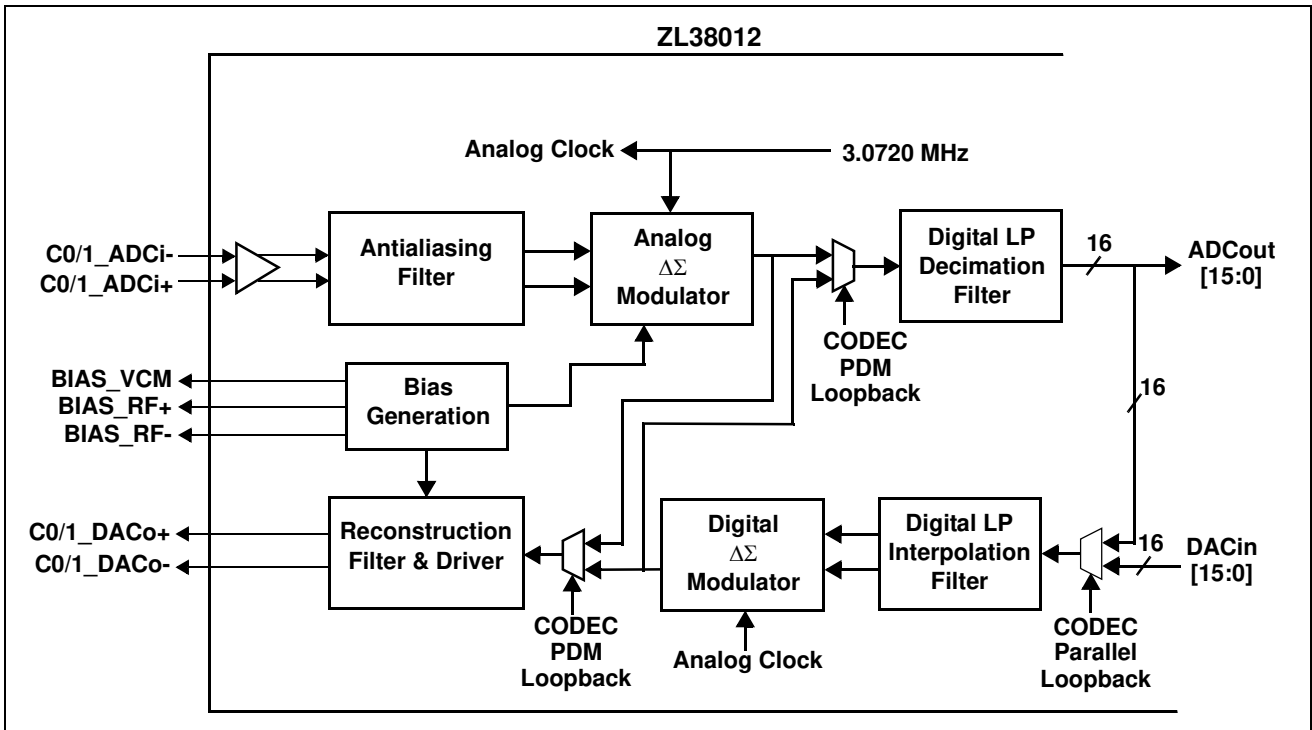 ZL38012
Analog Clock
3.0720 MHz
C0/1_ADCi-
C0/1_ADCi+
Antialiasing
Filter
Analog
ΔΣ
Modulator
Digital LP
Decimation
Filter
16
ADCout
[15:0]
CODEC
PDM
Loopback
BIAS_VCM
BIAS_RF+
BIAS_RF-
Bias
Generation
16
C0/1_DACo+
C0/1_DACo-
Reconstruction
Filter & Driver
Digital
ΔΣ
Modulator
Digital LP
Interpolation
Filter
16
DACin
[15:0]
CODEC
PDM
Loopback
Analog Clock
CODEC
Parallel
Loopback